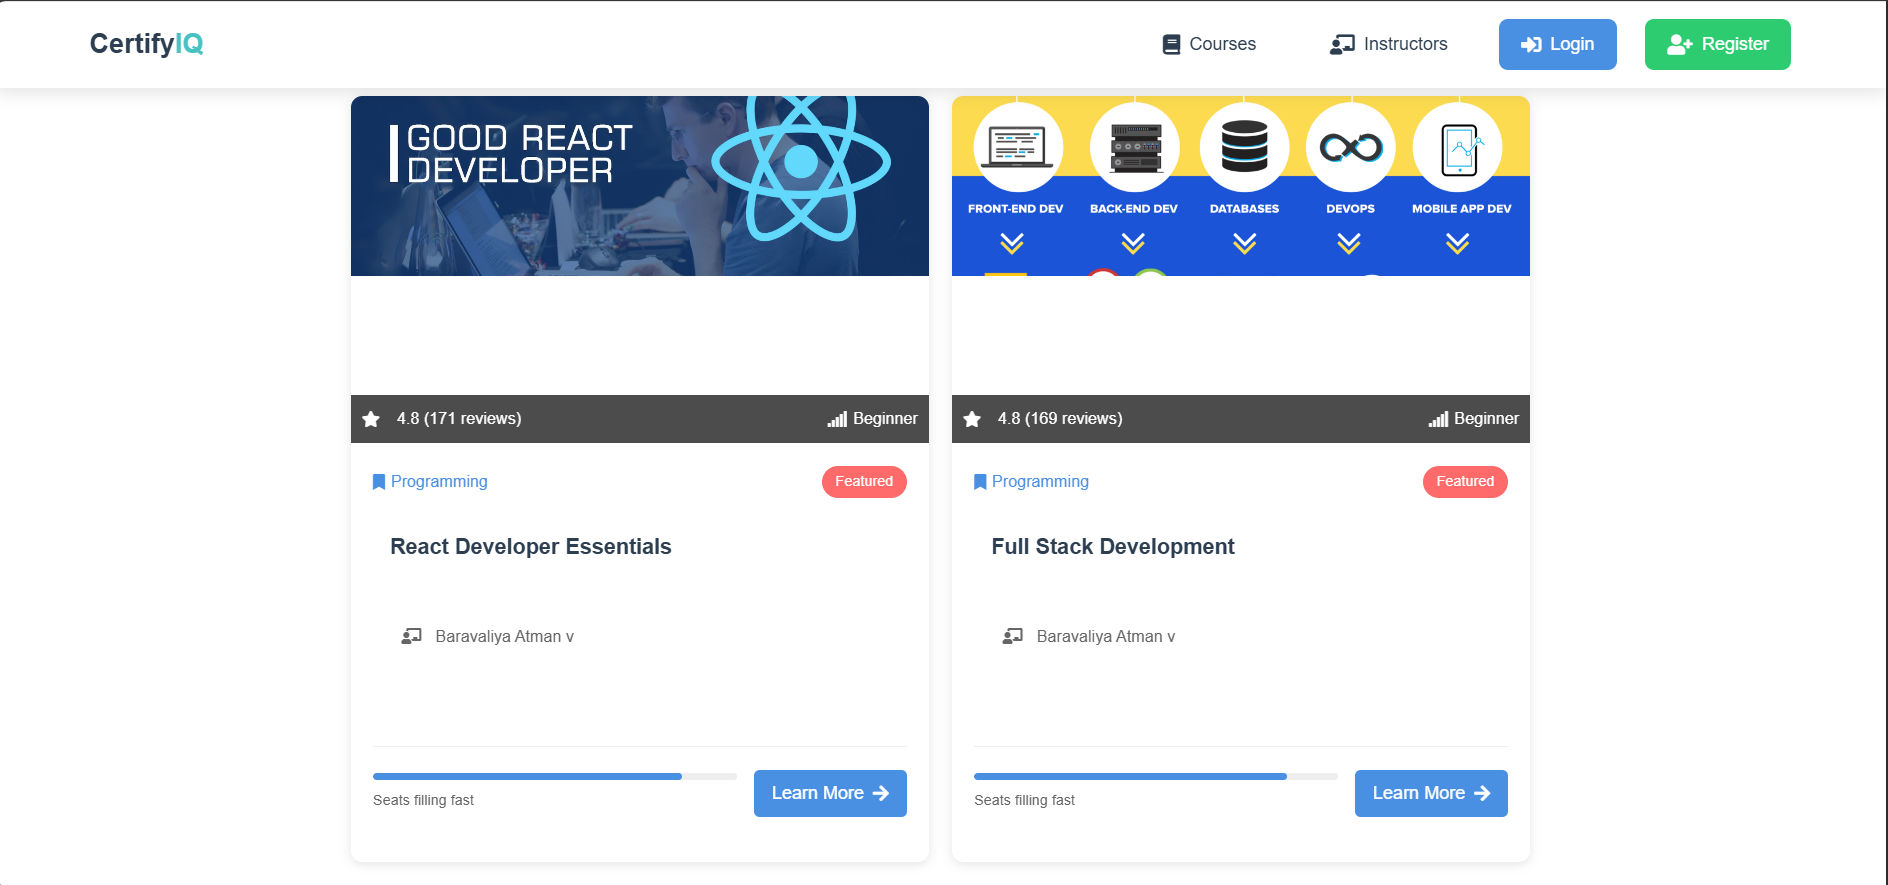 CertifyIQ
Courses
Instructors
Login
Register
GOOD REACT
DEVELOPER
FRONT-END DEV
BACK-END DEV
DATABASES
DEVOPS
MOBILE APP DEV
4.8 (171 reviews)
Beginner
4.8 (169 reviews)
Beginner
Programming
Featured
Programming
Featured
React Developer Essentials
Full Stack Development
Baravaliya Atman v
Baravaliya Atman v
Seats filling fast
Learn More
Seats filling fast
Learn More